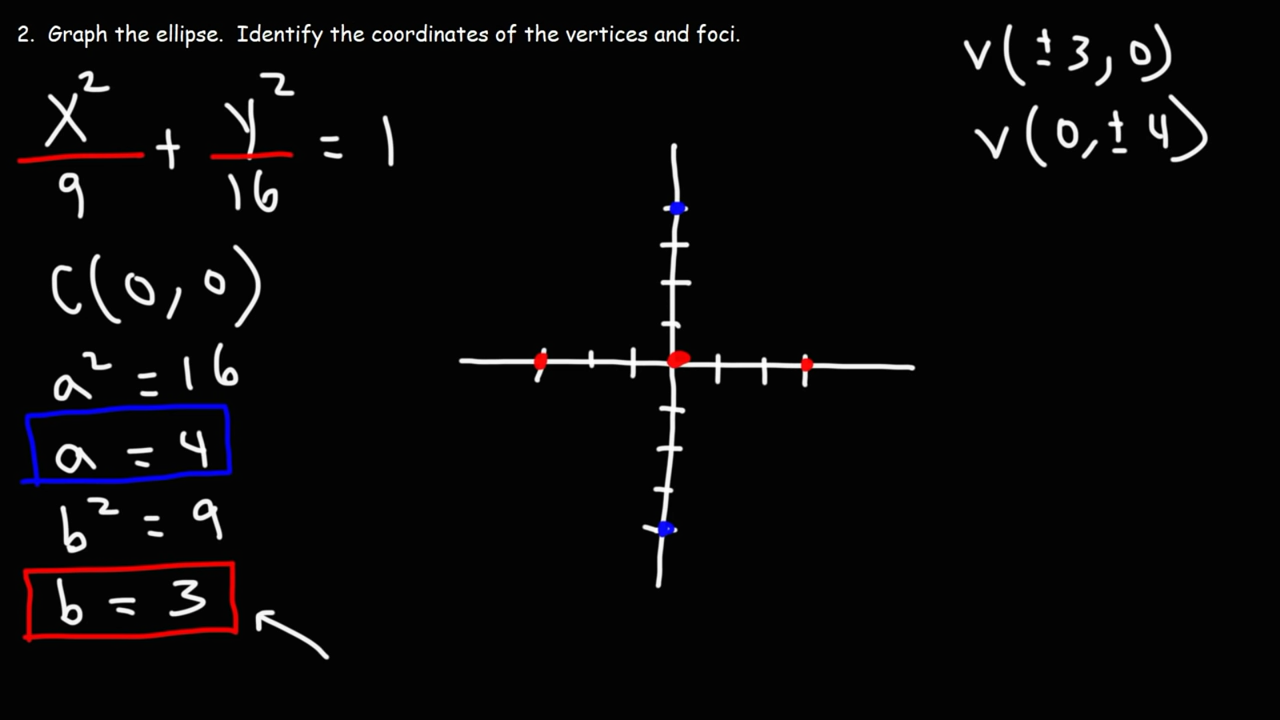 2. Graph the ellipse. Identify the coordinates of the vertices and foci.
x²/9 + y²/16 = 1
C(0,0)
a² = 16
a = 4
b² = 9
b = 3
v(±3,0)
v(0,±4)